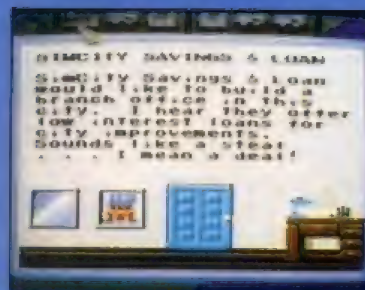 SIMCITY SAVINGS & LOAN
SimCity Savings & Loan
would like to build a
branch office in this
city. I hear they offer
low interest loans for
city improvements.
Sounds like a steal
. . . I mean a deal!